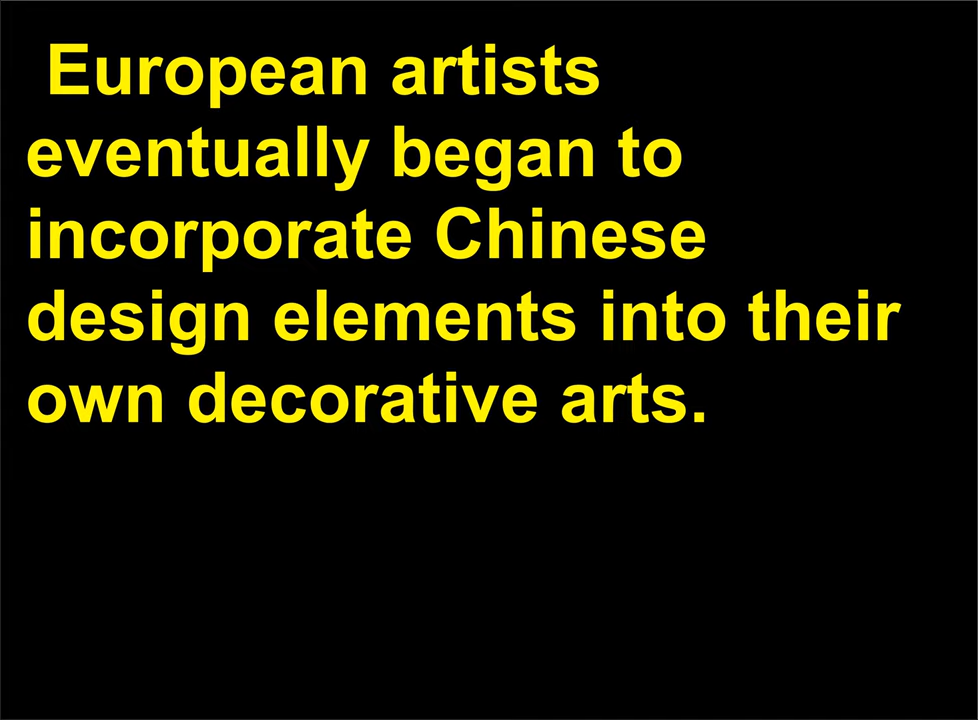 European artists
eventually began to
incorporate Chinese
design elements into their
own decorative arts.